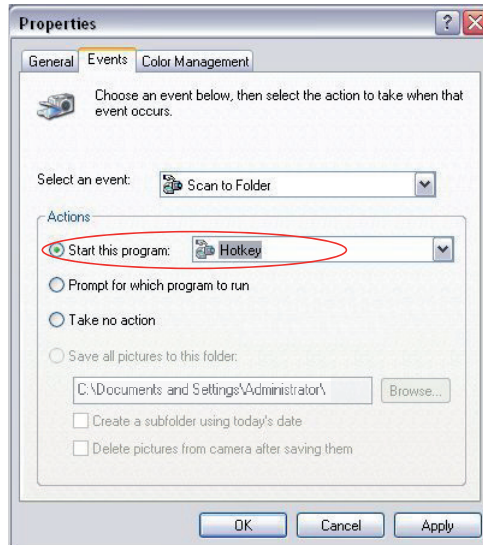 Properties
General Events Color Management
Choose an event below, then select the action to take when that
event occurs.
Select an event: Scan to Folder
Actions
Start this program: Hotkey
Prompt for which program to run
Take no action
Save all pictures to this folder:
C:\Documents and Settings\Administrator\ Browse...
Create a subfolder using today's date
Delete pictures from camera after saving them
OK Cancel Apply